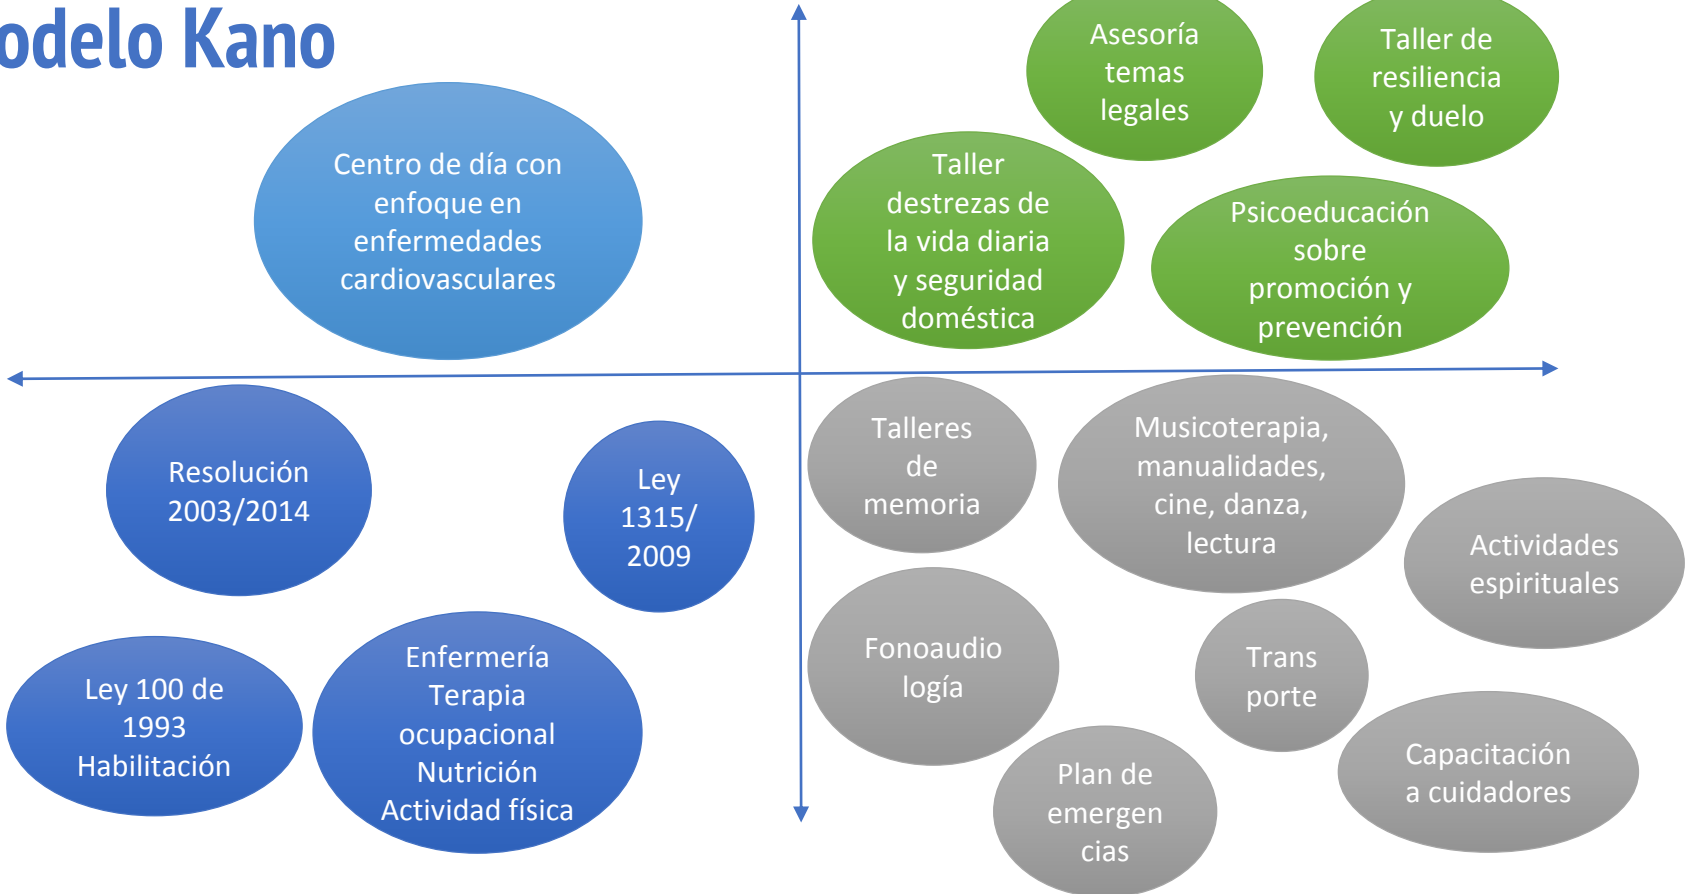 odelo Kano
Centro de día con
enfoque en
enfermedades
cardiovasculares
Asesoría
temas
legales
Taller de
resiliencia
y duelo
Taller
destrezas de
la vida diaria
y seguridad
doméstica
Psicoeducación
sobre
promoción y
prevención
Resolución
2003/2014
Ley
1315/
2009
Ley 100 de
1993
Habilitación
Enfermería
Terapia
ocupacional
Nutrición
Actividad física
Talleres
de
memoria
Musicoterapia,
manualidades,
cine, danza,
lectura
Actividades
espirituales
Fonoaudio
logía
Trans
porte
Plan de
emergen
cias
Capacitación
a cuidadores